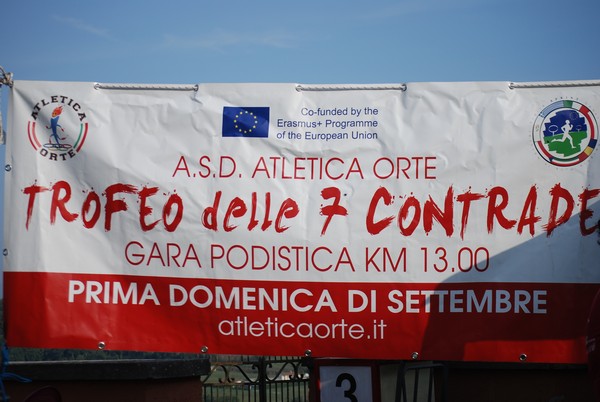 ATLETICA
ORTE
Co-funded by the
Erasmus+ Programme
of the European Union
A.S.D. ATLETICA ORTE
TROFEO delle 7 CONTRADE
GARA PODISTICA KM 13.00
PRIMA DOMENICA DI SETTEMBRE
atleticaorte.it
3